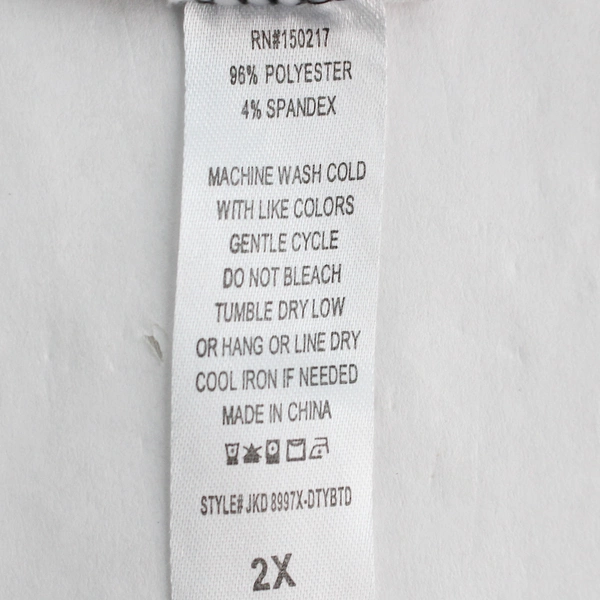 RN#150217
96% POLYESTER
4% SPANDEX
MACHINE WASH COLD
WITH LIKE COLORS
GENTLE CYCLE
DO NOT BLEACH
TUMBLE DRY LOW
OR HANG OR LINE DRY
COOL IRON IF NEEDED
MADE IN CHINA
STYLE# JKD 8997X-DTYBTD
2X